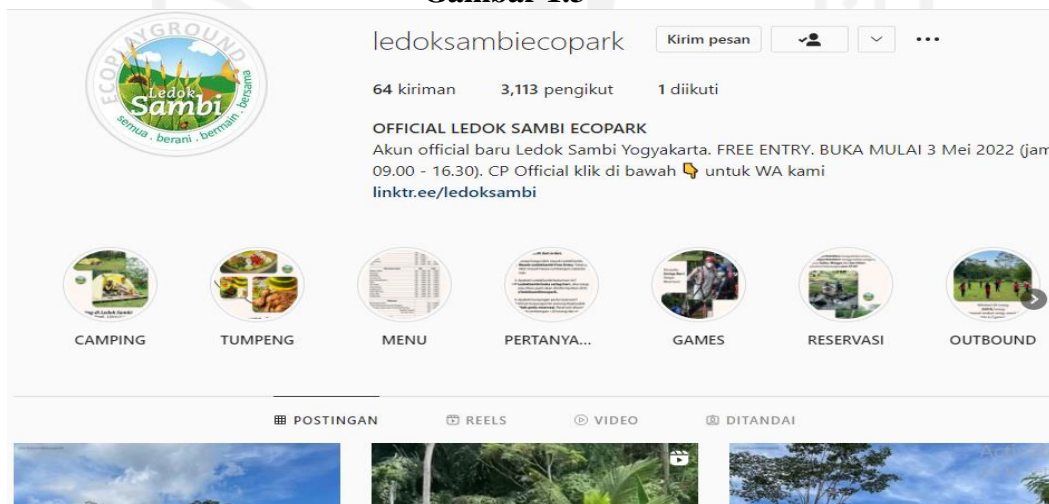 Gambar 1.3
ECOPLAYGROUND
Ledok
Sambi
semua . berani . bermain . bersama
ledoksambiecopark Kirim pesan
64 kiriman 3,113 pengikut 1 diikuti
OFFICIAL LEDOK SAMBI ECOPARK
Akun official baru Ledok Sambi Yogyakarta. FREE ENTRY. BUKA MULAI 3 Mei 2022 (jam
09.00 - 16.30). CP Official klik di bawah 👇 untuk WA kami
linktr.ee/ledoksambi
CAMPING TUMPENG MENU PERTANYA... GAMES RESERVASI OUTBOUND
POSTINGAN REELS VIDEO DITANDAI